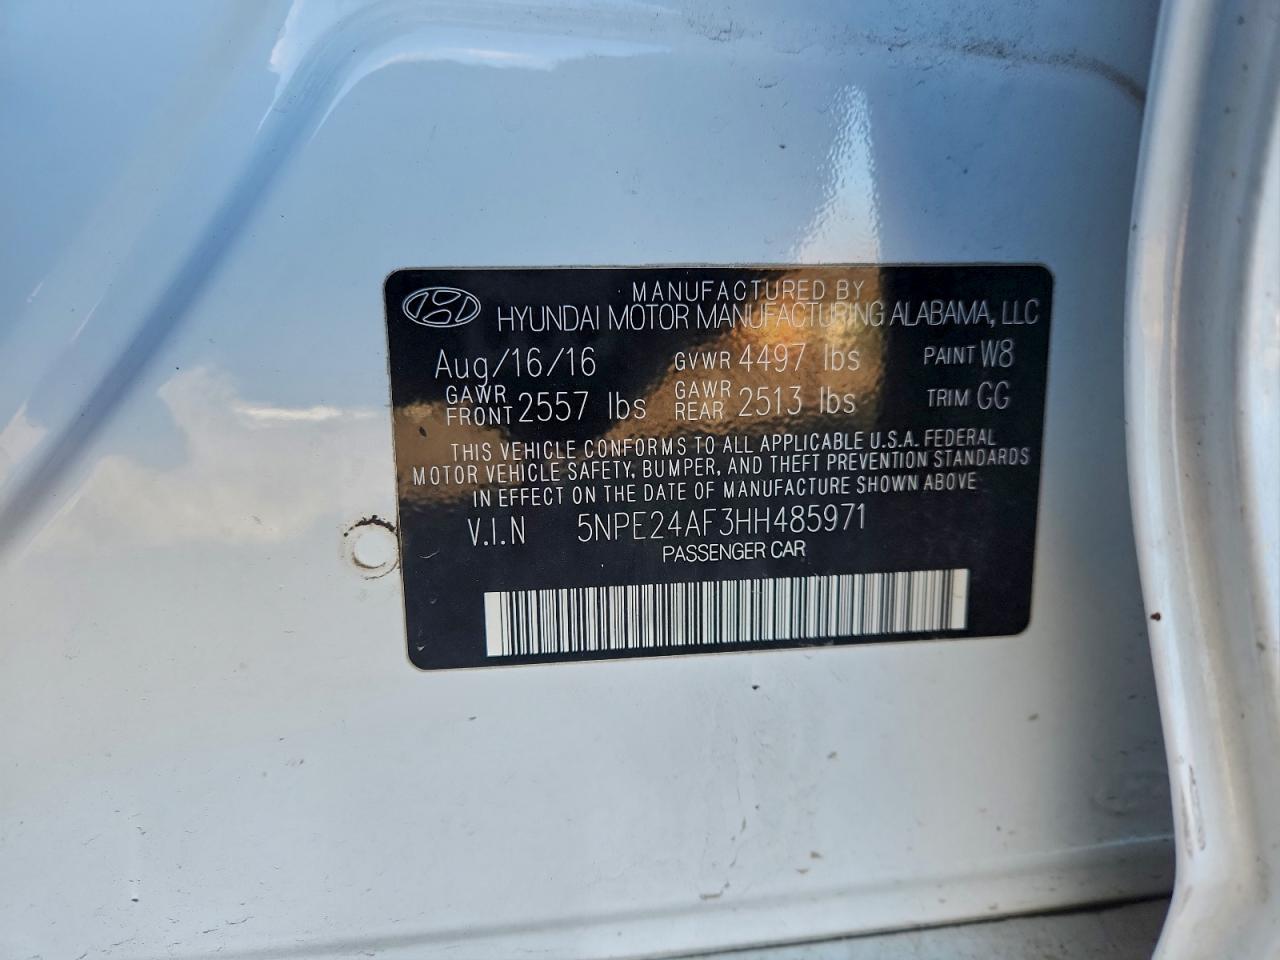 MANUFACTURED BY
HYUNDAI MOTOR MANUFACTURING ALABAMA, LLC
Aug/16/16 GVWR 4497 lbs PAINT W8
GAWR FRONT 2557 lbs GAWR REAR 2513 lbs TRIM GG
THIS VEHICLE CONFORMS TO ALL APPLICABLE U.S.A. FEDERAL
MOTOR VEHICLE SAFETY, BUMPER, AND THEFT PREVENTION STANDARDS
IN EFFECT ON THE DATE OF MANUFACTURE SHOWN ABOVE
V.I.N 5NPE24AF3HH485971
PASSENGER CAR